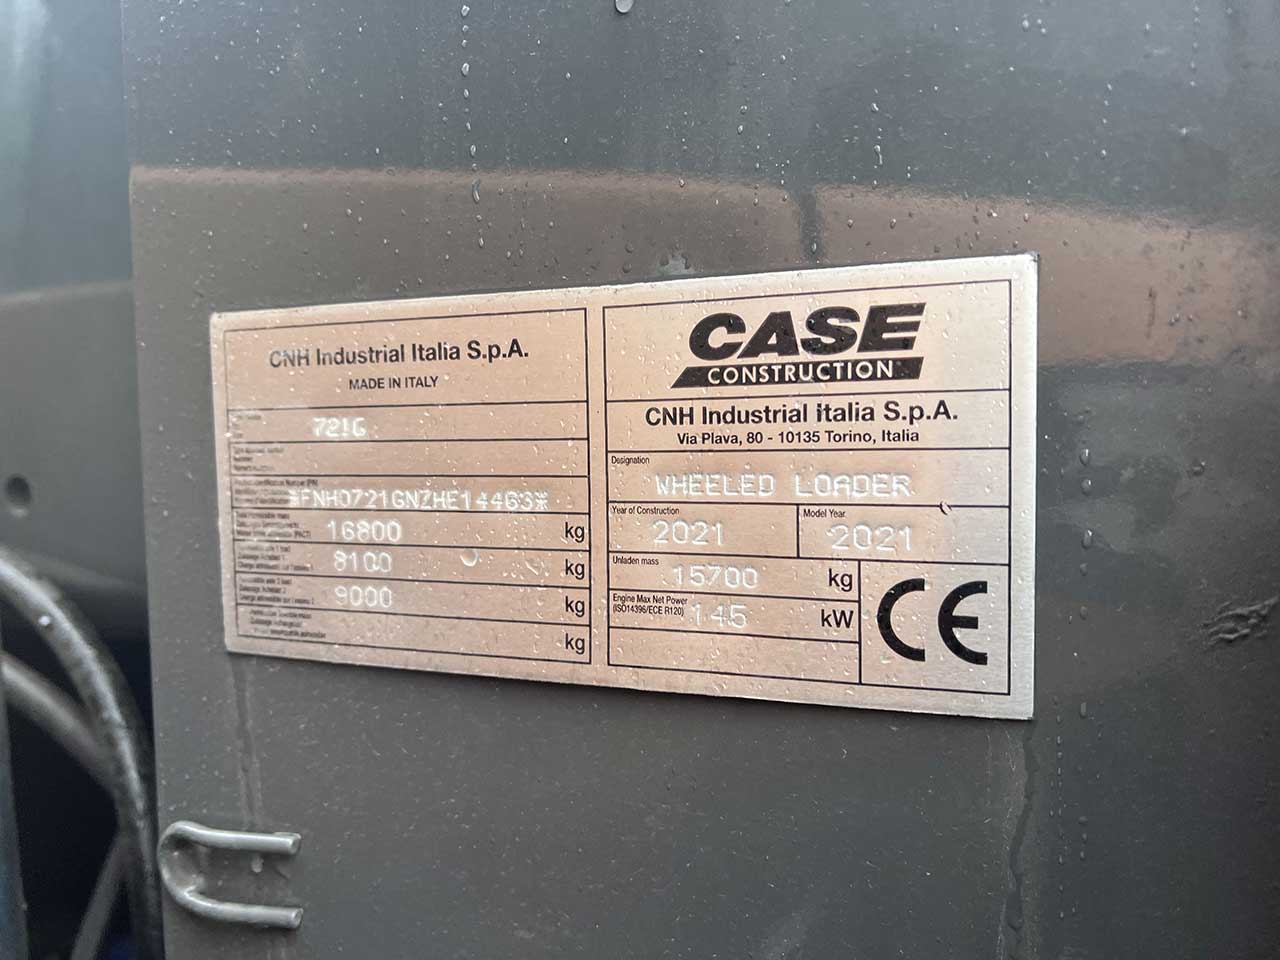 CNH Industrial Italia S.p.A.
MADE IN ITALY
721G
*FNH0721GNZHE14463*
16800 kg
8100 kg
9000 kg
kg
CASE
CONSTRUCTION
CNH Industrial Italia S.p.A.
Via Plava, 80 - 10135 Torino, Italia
Designation
WHEELED LOADER
Year of Construction
2021
Model Year
2021
Unladen mass
15700 kg
Engine Max Net Power
(ISO14396/ECE R120)
145 kW
CE